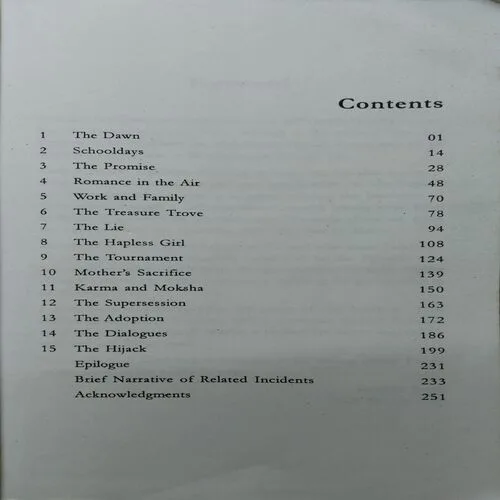 Contents
1 The Dawn 01
2 Schooldays 14
3 The Promise 28
4 Romance in the Air 48
5 Work and Family 70
6 The Treasure Trove 78
7 The Lie 94
8 The Hapless Girl 108
9 The Tournament 124
10 Mother's Sacrifice 139
11 Karma and Moksha 150
12 The Supersession 163
13 The Adoption 172
14 The Dialogues 186
15 The Hijack 199
Epilogue 231
Brief Narrative of Related Incidents 233
Acknowledgments 251